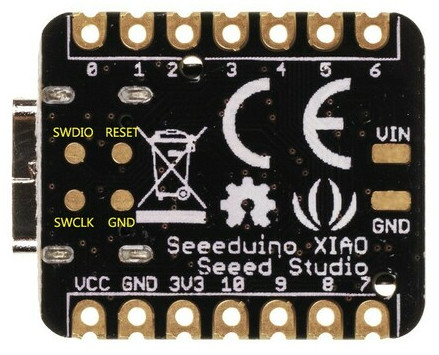 0 1 2 3 4 5 6
SWDIO RESET
CE
VIN
SWCLK GND
GND
Seeeduino XIAO
Seeed Studio
VCC GND 3V3 10 9 8 7